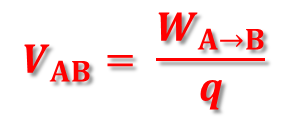 V_AB = W_A→B / q